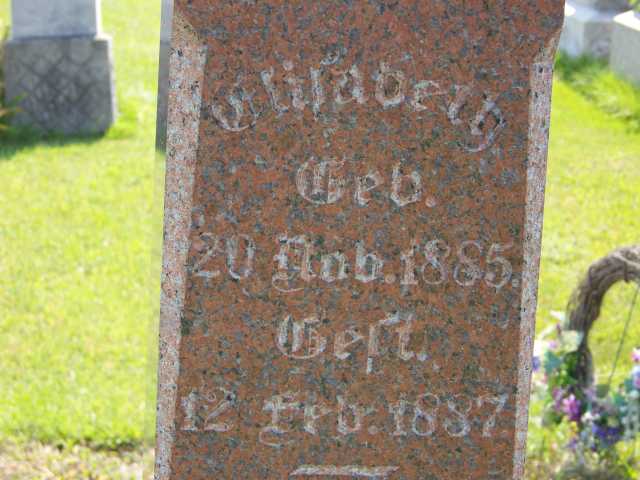 Elisabeth
Geb.
20 Nov. 1885.
Gest.
12 Feb. 1887